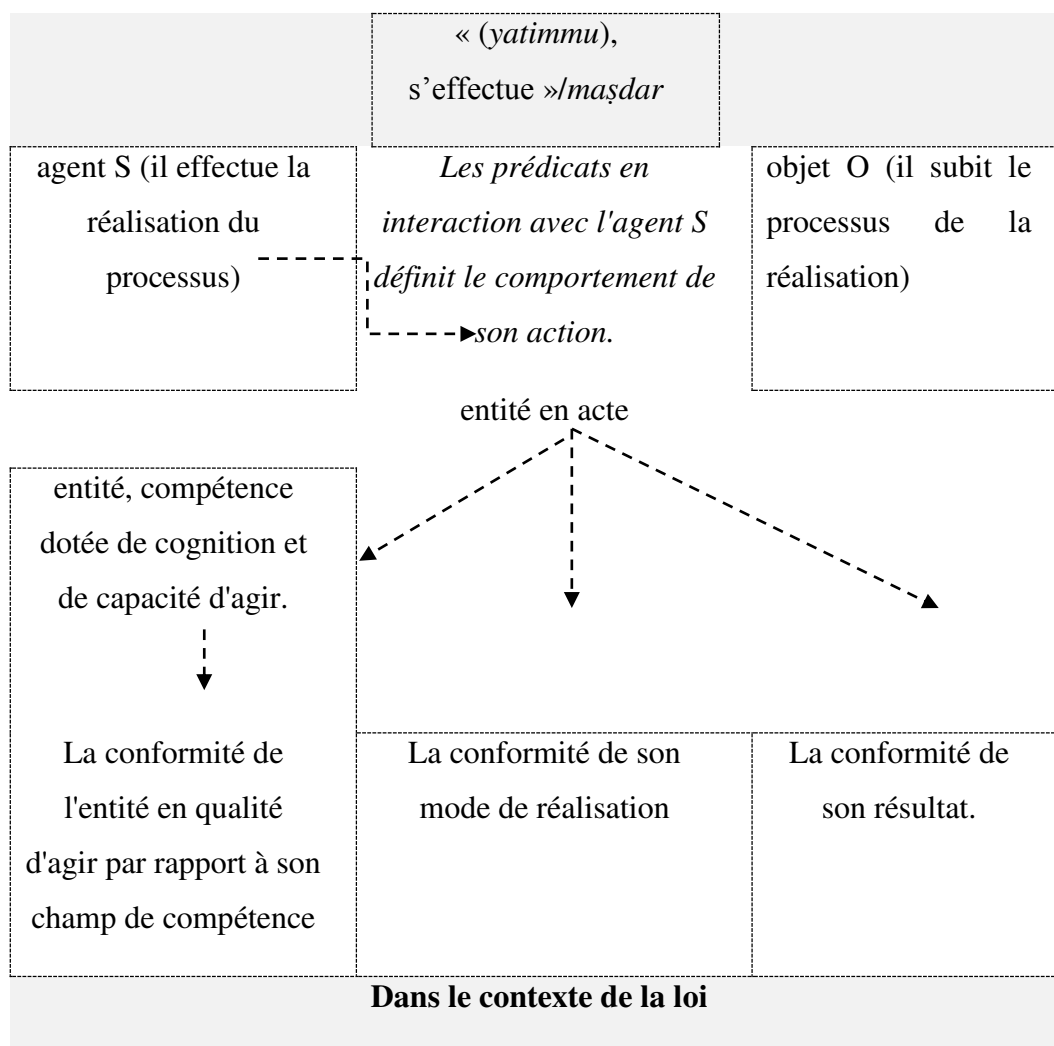 « (yatimmu),
s’effectue »/maṣdar
agent S (il effectue la
réalisation du
processus)
Les prédicats en
interaction avec l'agent S
définit le comportement de
son action.
objet O (il subit le
processus de la
réalisation)
entité en acte
entité, compétence
dotée de cognition et
de capacité d'agir.
La conformité de
l'entité en qualité
d'agir par rapport à son
champ de compétence
La conformité de son
mode de réalisation
La conformité de
son résultat.
Dans le contexte de la loi